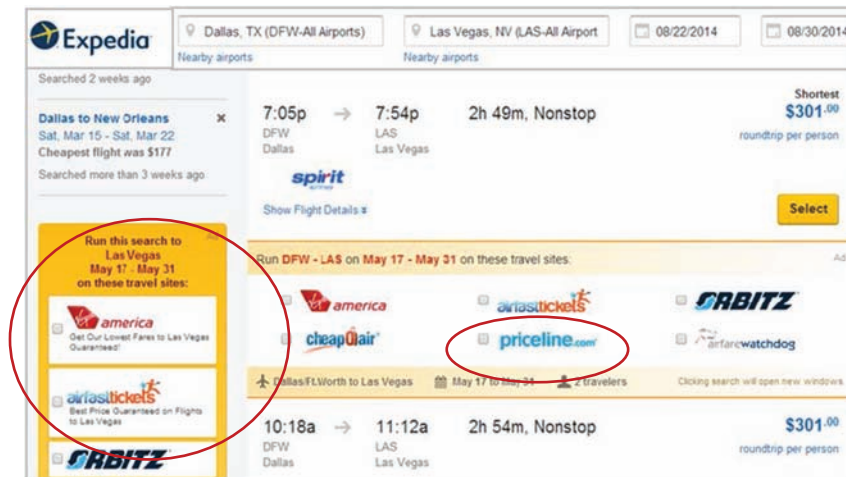 Expedia
Dallas, TX (DFW-All Airports)
Las Vegas, NV (LAS-All Airport
08/22/2014
08/30/2014
Nearby airports
Nearby airports
Searched 2 weeks ago
Dallas to New Orleans
Sat, Mar 15 - Sat, Mar 22
Cheapest flight was $177
Searched more than 3 weeks ago
Ad
Run this search to
Las Vegas
May 17 - May 31
on these travel sites:
america
Get Our Lowest Fares to Las Vegas
Guaranteed!
airfasttickets
Best Price Guaranteed on Flights
to Las Vegas
ORBITZ
7:05p → 7:54p 2h 49m, Nonstop
DFW LAS
Dallas Las Vegas
Shortest
$301.00
roundtrip per person
spirit
Show Flight Details
Select
Run DFW - LAS on May 17 - May 31 on these travel sites:
Ad
america airfasttickets ORBITZ
cheapOair priceline.com airfarewatchdog
Dallas/Ft.Worth to Las Vegas May 17 to May 31 2 travelers Clicking search will open new windows
10:18a → 11:12a 2h 54m, Nonstop $301.00
DFW LAS roundtrip per person
Dallas Las Vegas